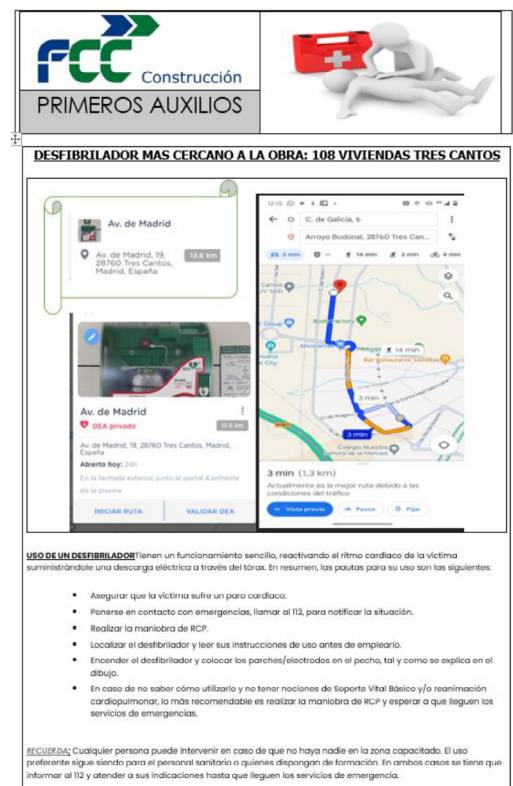 FCC
Construcción
PRIMEROS AUXILIOS
DESFIBRILADOR MAS CERCANO A LA OBRA: 108 VIVIENDAS TRES CANTOS
Av. de Madrid
Av. de Madrid, 19,
28760 Tres Cantos,
Madrid, España
13.6 km
Av. de Madrid
DEA privado
13.6 km
Av. de Madrid, 19, 28760 Tres Cantos, Madrid,
España
Abierto hoy: 24h
En la fachada exterior, junto al portal 4,enfrente
de la piscina
INICIAR RUTA
VALIDAR DEA
12:15
C. de Galicia, 6
Arroyo Bodonal, 28760 Tres Can...
3 min
14 min
3 min
4 min
Body Factory
14 min
3 min
3 min
Colegio Nuestra
Señora de la Merced
3 min (1,3 km)
Actualmente es la mejor ruta debido a las
condiciones del tráfico
Vista previa
Pasos
Fijar
USO DE UN DESFIBRILADORTienen un funcionamiento sencillo, reactivando el ritmo cardiaco de la victima
suministrándole una descarga eléctrica a través del tórax. En resumen, las pautas para su uso son las siguientes:
• Asegurar que la víctima sufre un paro cardiaco.
• Ponerse en contacto con emergencias, llamar al 112, para notificar la situación.
• Realizar la maniobra de RCP.
• Localizar el desfibrilador y leer sus instrucciones de uso antes de emplearlo.
• Encender el desfibrilador y colocar los parches/electrodos en el pecho, tal y como se explica en el
dibujo.
• En caso de no saber cómo utilizarlo y no tener nociones de Soporte Vital Básico y/o reanimación
cardiopulmonar, lo más recomendable es realizar la maniobra de RCP y esperar a que lleguen los
servicios de emergencias.
RECUERDA: Cualquier persona puede intervenir en caso de que no haya nadie en la zona capacitado. El uso
preferente sigue siendo para el personal sanitario o quienes dispongan de formación. En ambos casos se tiene que
informar al 112 y atender a sus indicaciones hasta que lleguen los servicios de emergencia.